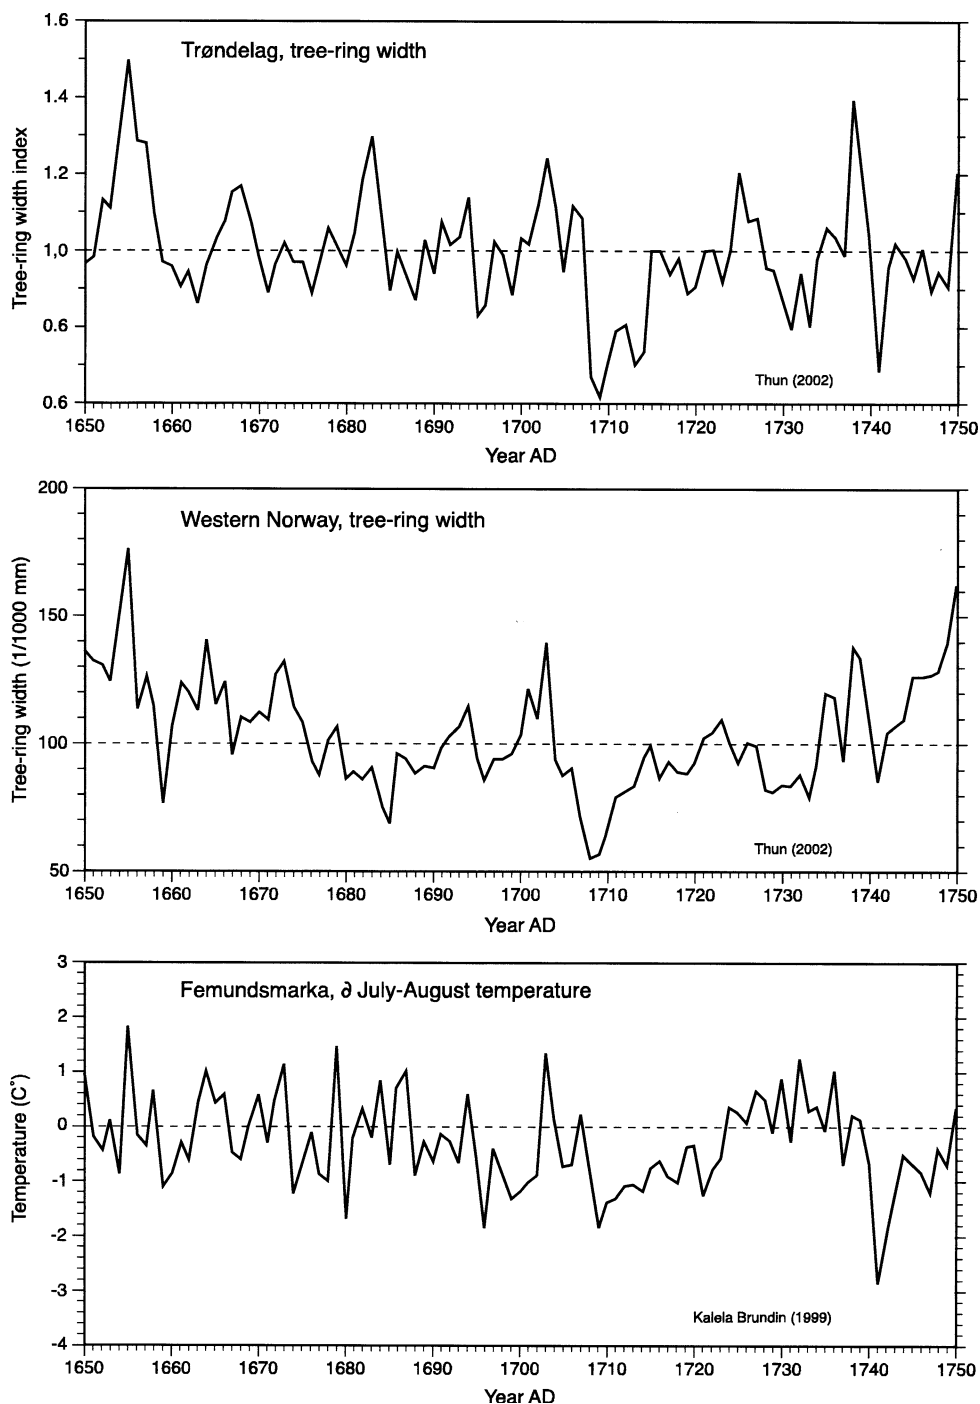 1.6
Trøndelag, tree-ring width
1.4
1.2
1,0
0.6
0.6
Tree-ring width index
Thun (2002)
1650 1660 1670 1680 1690 1700 1710 1720 1730 1740 1750
Year AD
200
Western Norway, tree-ring width
150
100
50
Tree-ring width (1/1000 mm)
Thun (2002)
1650 1660 1670 1680 1690 1700 1710 1720 1730 1740 1750
Year AD
3
Femundsmarka, ∂ July-August temperature
2
1
0
-1
-2
-3
-4
Temperature (C°)
Kalela Brundin (1999)
1650 1660 1670 1680 1690 1700 1710 1720 1730 1740 1750
Year AD